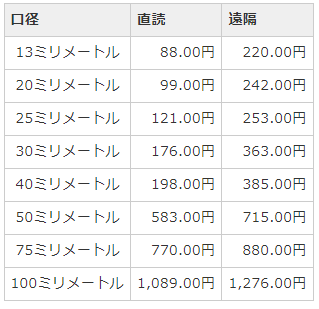 口径 直読 遠隔
13ミリメートル 88.00円 220.00円
20ミリメートル 99.00円 242.00円
25ミリメートル 121.00円 253.00円
30ミリメートル 176.00円 363.00円
40ミリメートル 198.00円 385.00円
50ミリメートル 583.00円 715.00円
75ミリメートル 770.00円 880.00円
100ミリメートル 1,089.00円 1,276.00円